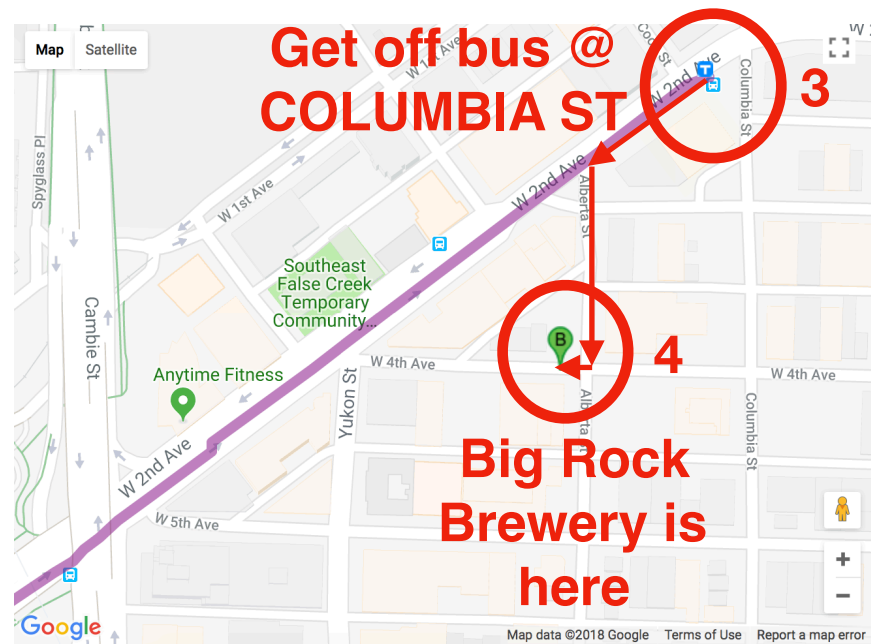 Map Satellite
Get off bus @
COLUMBIA ST
3
W 1st Ave
Cook St
W 2nd Ave
Columbia St
Spyglass Pl
W 1st Ave
W 2nd Ave
Alberta St
Southeast
False Creek
Temporary
Community...
Cambie St
B
4
W 4th Ave
W 4th Ave
Anytime Fitness
Yukon St
Alberta St
Columbia St
Big Rock
Brewery is
here
W 2nd Ave
W 5th Ave
+
−
Google
Map data ©2018 Google Terms of Use Report a map error